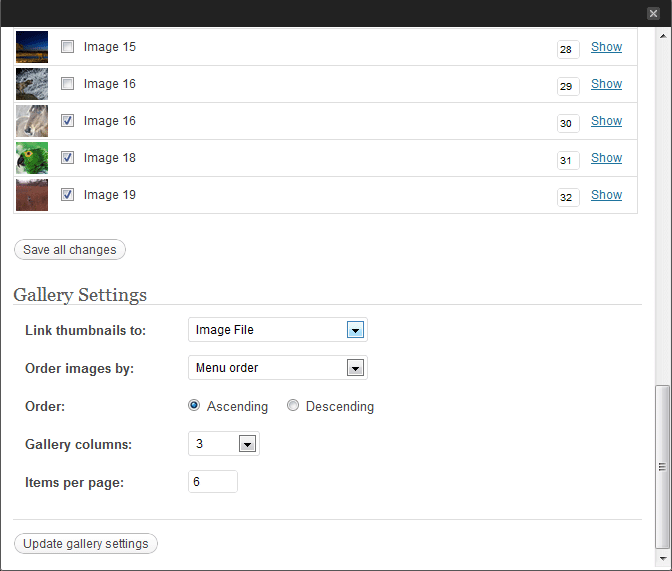 Image 15 28 Show
Image 16 29 Show
Image 16 30 Show
Image 18 31 Show
Image 19 32 Show
Save all changes
Gallery Settings
Link thumbnails to: Image File
Order images by: Menu order
Order: Ascending Descending
Gallery columns: 3
Items per page: 6
Update gallery settings